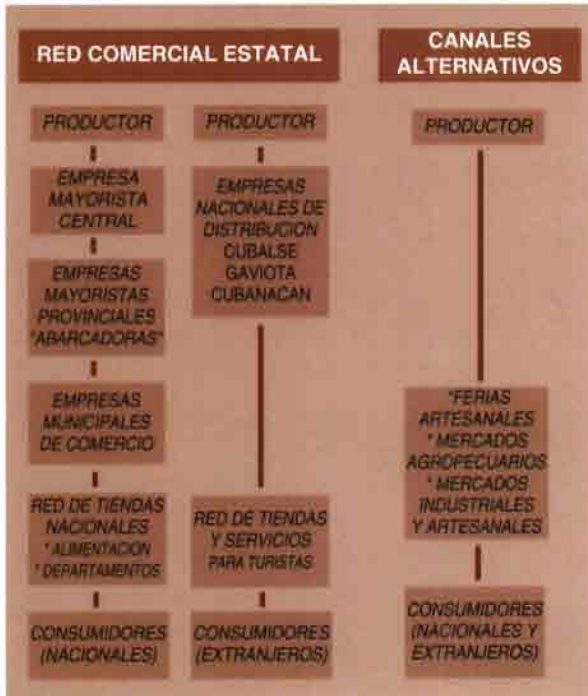 RED COMERCIAL ESTATAL
PRODUCTOR
EMPRESA
MAYORISTA
CENTRAL
EMPRESAS
MAYORISTAS
PROVINCIALES
"ABARCADORAS"
EMPRESAS
MUNICIPALES
DE COMERCIO
RED DE TIENDAS
NACIONALES
* ALIMENTACION
* DEPARTAMENTOS
CONSUMIDORES
(NACIONALES)
PRODUCTOR
EMPRESAS
NACIONALES DE
DISTRIBUCION
CUBALSE
GAVIOTA
CUBANACAN
RED DE TIENDAS
Y SERVICIOS
PARA TURISTAS
CONSUMIDORES
(EXTRANJEROS)
CANALES
ALTERNATIVOS
PRODUCTOR
*FERIAS
ARTESANALES
* MERCADOS
AGROPECUARIOS
* MERCADOS
INDUSTRIALES
Y ARTESANALES
CONSUMIDORES
(NACIONALES Y
EXTRANJEROS)